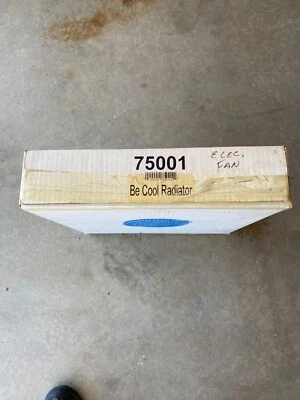 75001
ELEC.
FAN
Be Cool Radiator